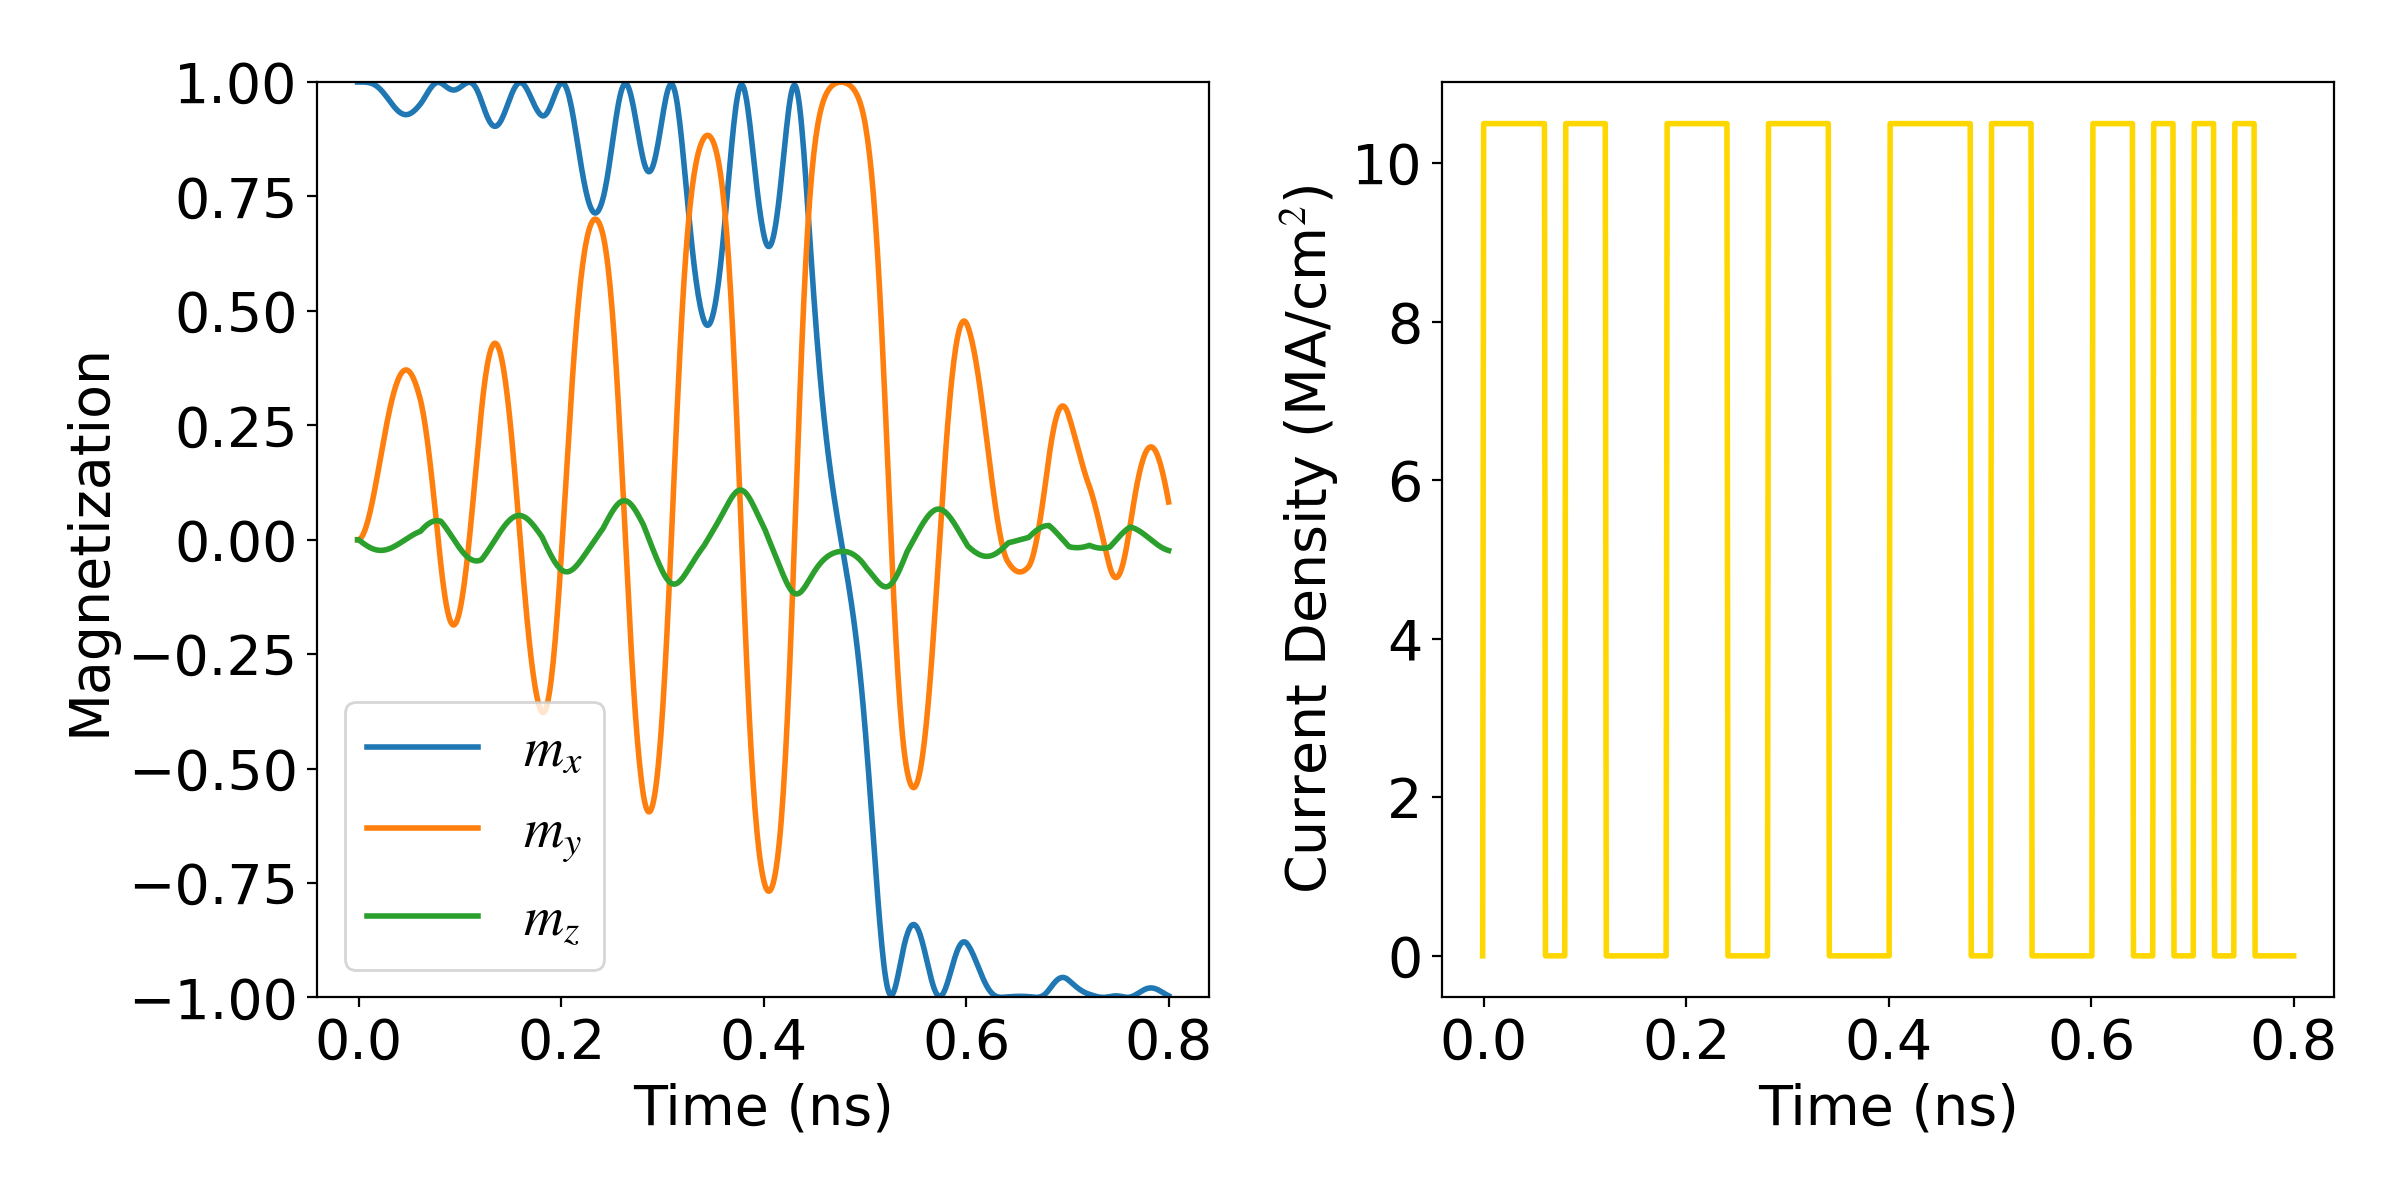 1.00
0.75
0.50
0.25
0.00
−0.25
−0.50
−0.75
−1.00
Magnetization
m_x
m_y
m_z
0.0 0.2 0.4 0.6 0.8
Time (ns)
10
8
6
4
2
0
Current Density (MA/cm²)
0.0 0.2 0.4 0.6 0.8
Time (ns)